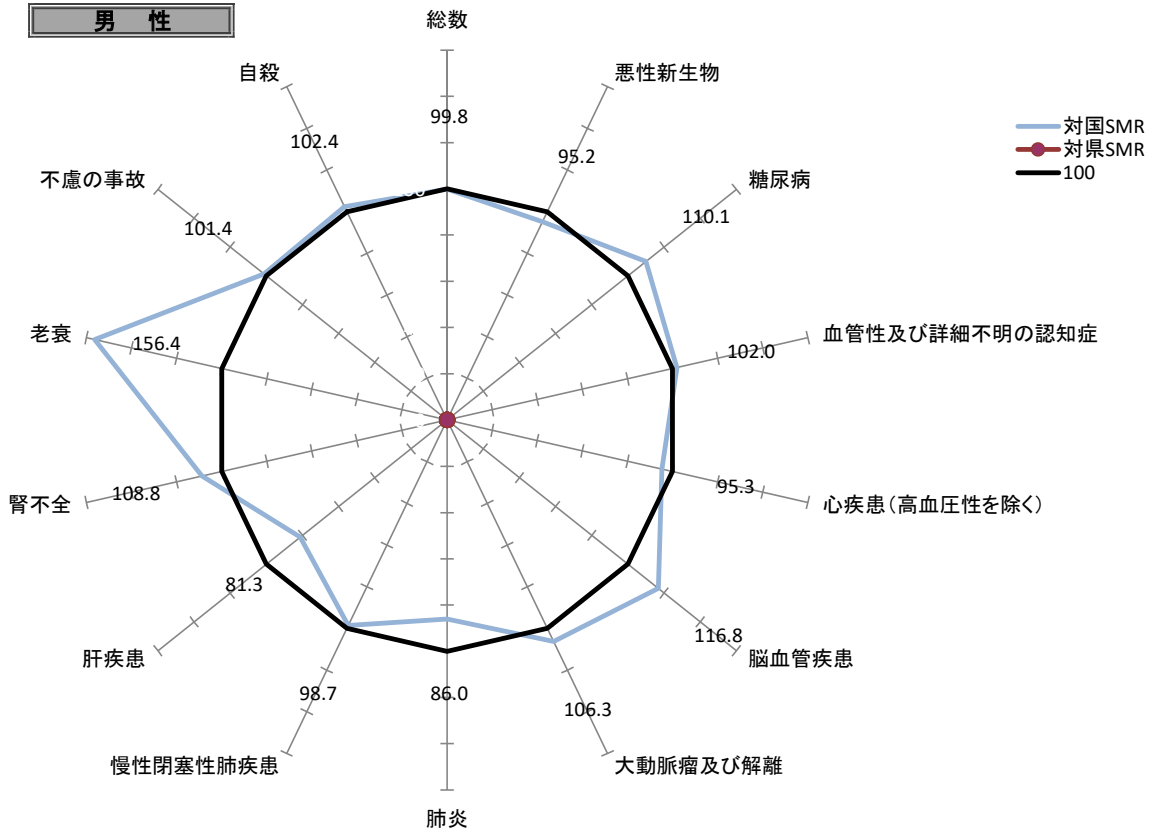 男 性
総数
99.8
悪性新生物
95.2
糖尿病
110.1
血管性及び詳細不明の認知症
102.0
心疾患(高血圧性を除く)
95.3
脳血管疾患
116.8
大動脈瘤及び解離
106.3
肺炎
86.0
慢性閉塞性肺疾患
98.7
肝疾患
81.3
腎不全
108.8
老衰
156.4
不慮の事故
101.4
自殺
102.4
対国SMR
対県SMR
100